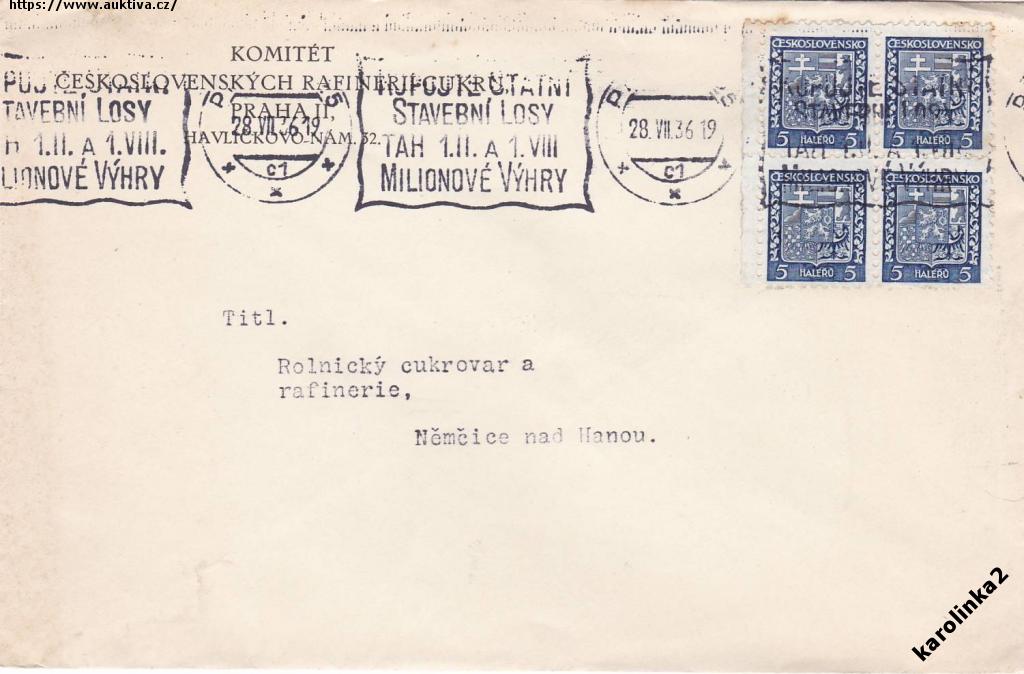 https://www.auktiva.cz/
KOMITÉT
ČESKOSLOVENSKÝCH RAFINERIÍ CUKRU
PRAHA II,
HAVLÍČKOVO NÁM. 32.
TAVEBNÍ LOSY
1.II. A 1.VIII.
LIONOVÉ VÝHRY
28.VII.36 19
C1
KUPUJTE STÁTNÍ
STAVEBNÍ LOSY
TAH 1.II. A 1.VIII
MILIONOVÉ VÝHRY
28.VII.36 19
C1
ČESKOSLOVENSKO
5 HALÉŘŮ 5
ČESKOSLOVENSKO
5 HALÉŘŮ 5
ČESKOSLOVENSKO
5 HALÉŘŮ 5
ČESKOSLOVENSKO
5 HALÉŘŮ 5
Titl.
Rolnický cukrovar a
rafinerie,
Němčice nad Hanou.
karolinka2